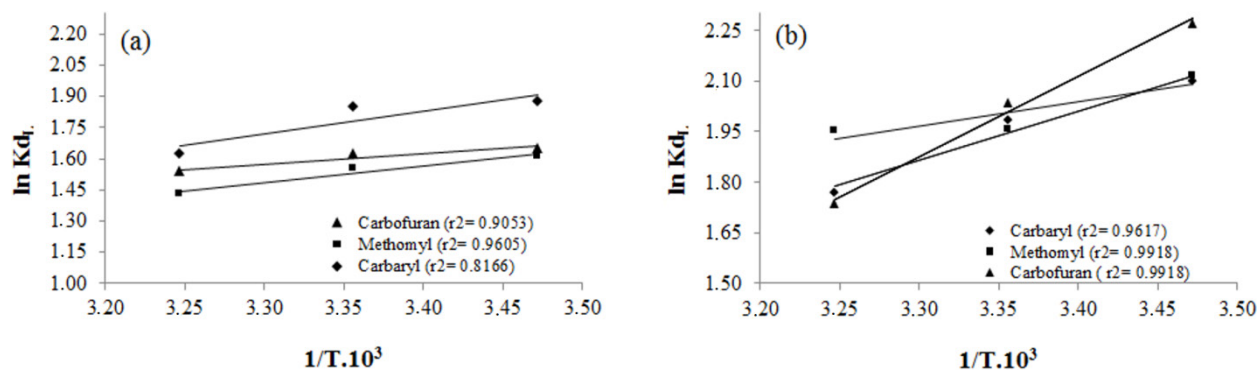 (a)
2.20
2.05
1.90
1.75
1.60
1.45
1.30
1.15
1.00
ln Kd_L
3.20
3.25
3.30
3.35
3.40
3.45
3.50
1/T.10³
Carbofuran (r2= 0.9053)
Methomyl (r2= 0.9605)
Carbaryl (r2= 0.8166)
(b)
2.25
2.10
1.95
1.80
1.65
1.50
ln Kd_L
3.20
3.25
3.30
3.35
3.40
3.45
3.50
1/T.10³
Carbaryl (r2= 0.9617)
Methomyl (r2= 0.9918)
Carbofuran ( r2= 0.9918)